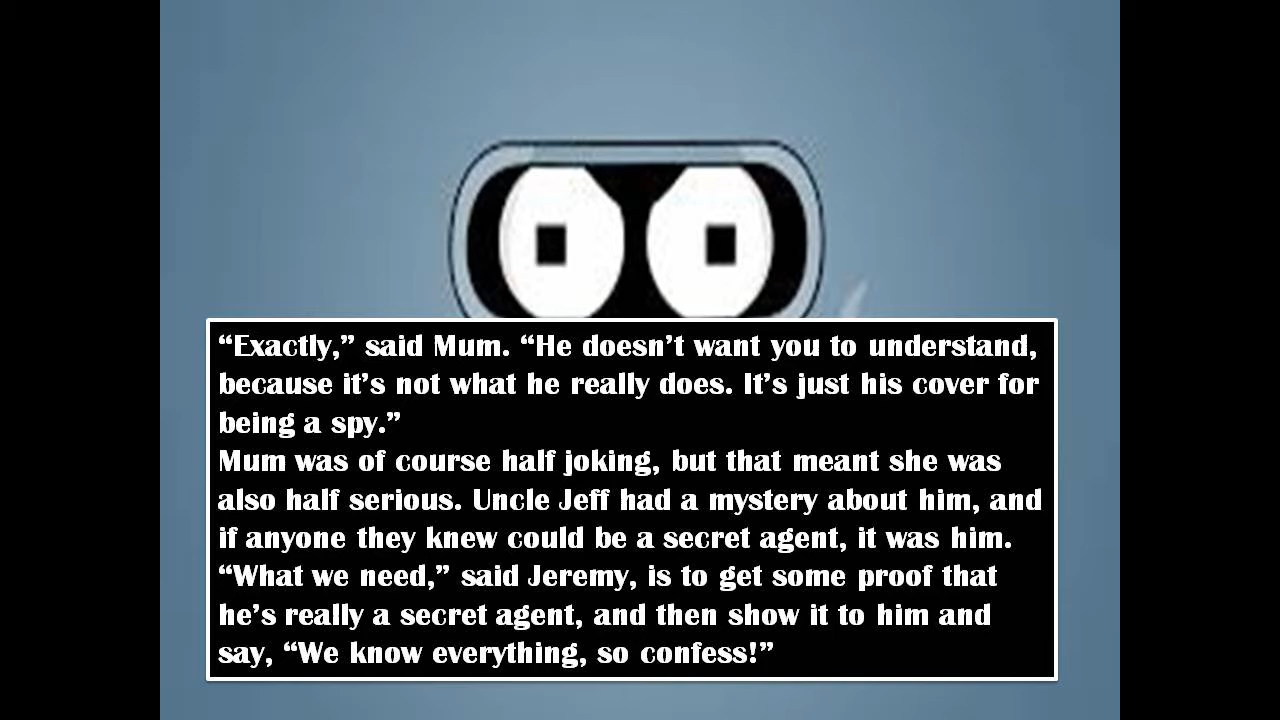 “Exactly,” said Mum. “He doesn’t want you to understand,
because it’s not what he really does. It’s just his cover for
being a spy.”
Mum was of course half joking, but that meant she was
also half serious. Uncle Jeff had a mystery about him, and
if anyone they knew could be a secret agent, it was him.
“What we need,” said Jeremy, is to get some proof that
he’s really a secret agent, and then show it to him and
say, “We know everything, so confess!”